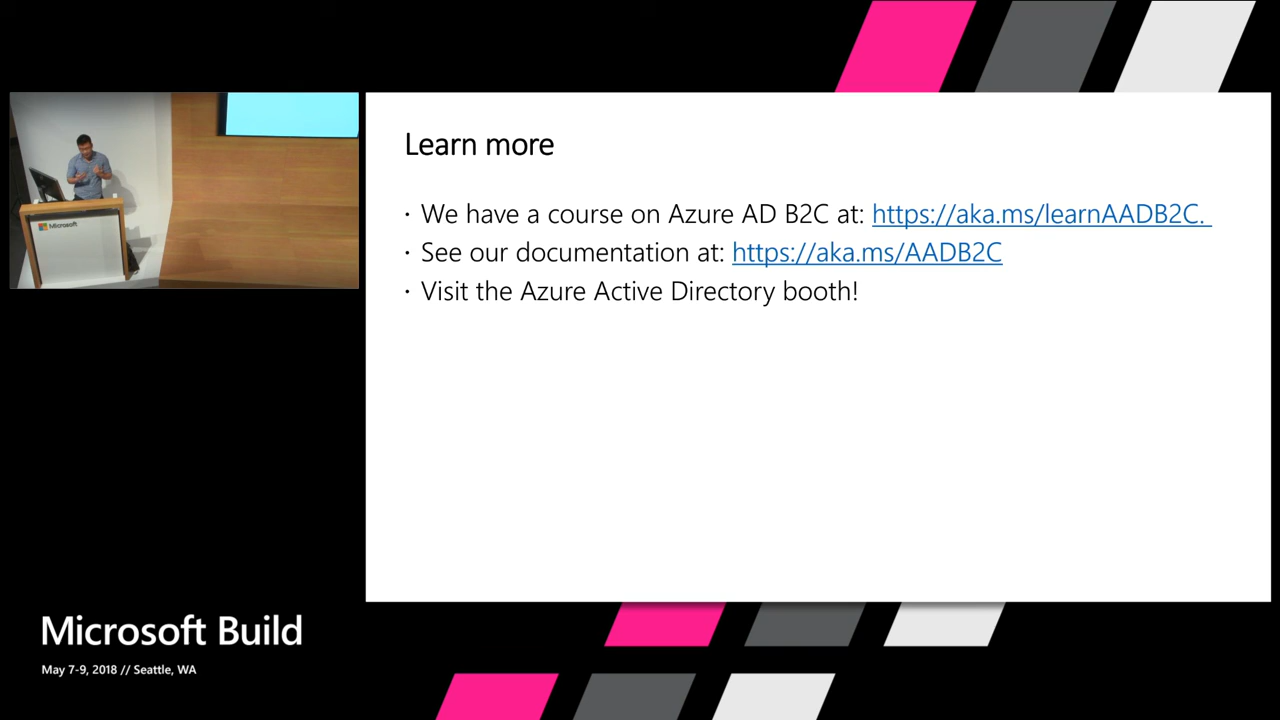 Learn more
· We have a course on Azure AD B2C at: https://aka.ms/learnAADB2C.
· See our documentation at: https://aka.ms/AADB2C
· Visit the Azure Active Directory booth!
Microsoft
Microsoft Build
May 7-9, 2018 // Seattle, WA